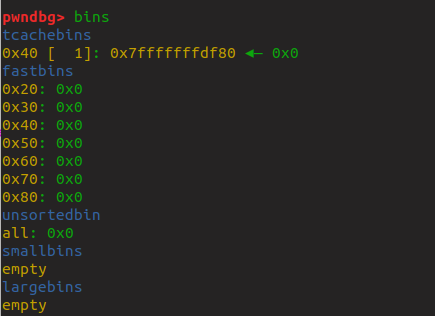 pwndbg> bins
tcachebins
0x40 [  1]: 0x7fffffffdf80 ◂— 0x0
fastbins
0x20: 0x0
0x30: 0x0
0x40: 0x0
0x50: 0x0
0x60: 0x0
0x70: 0x0
0x80: 0x0
unsortedbin
all: 0x0
smallbins
empty
largebins
empty